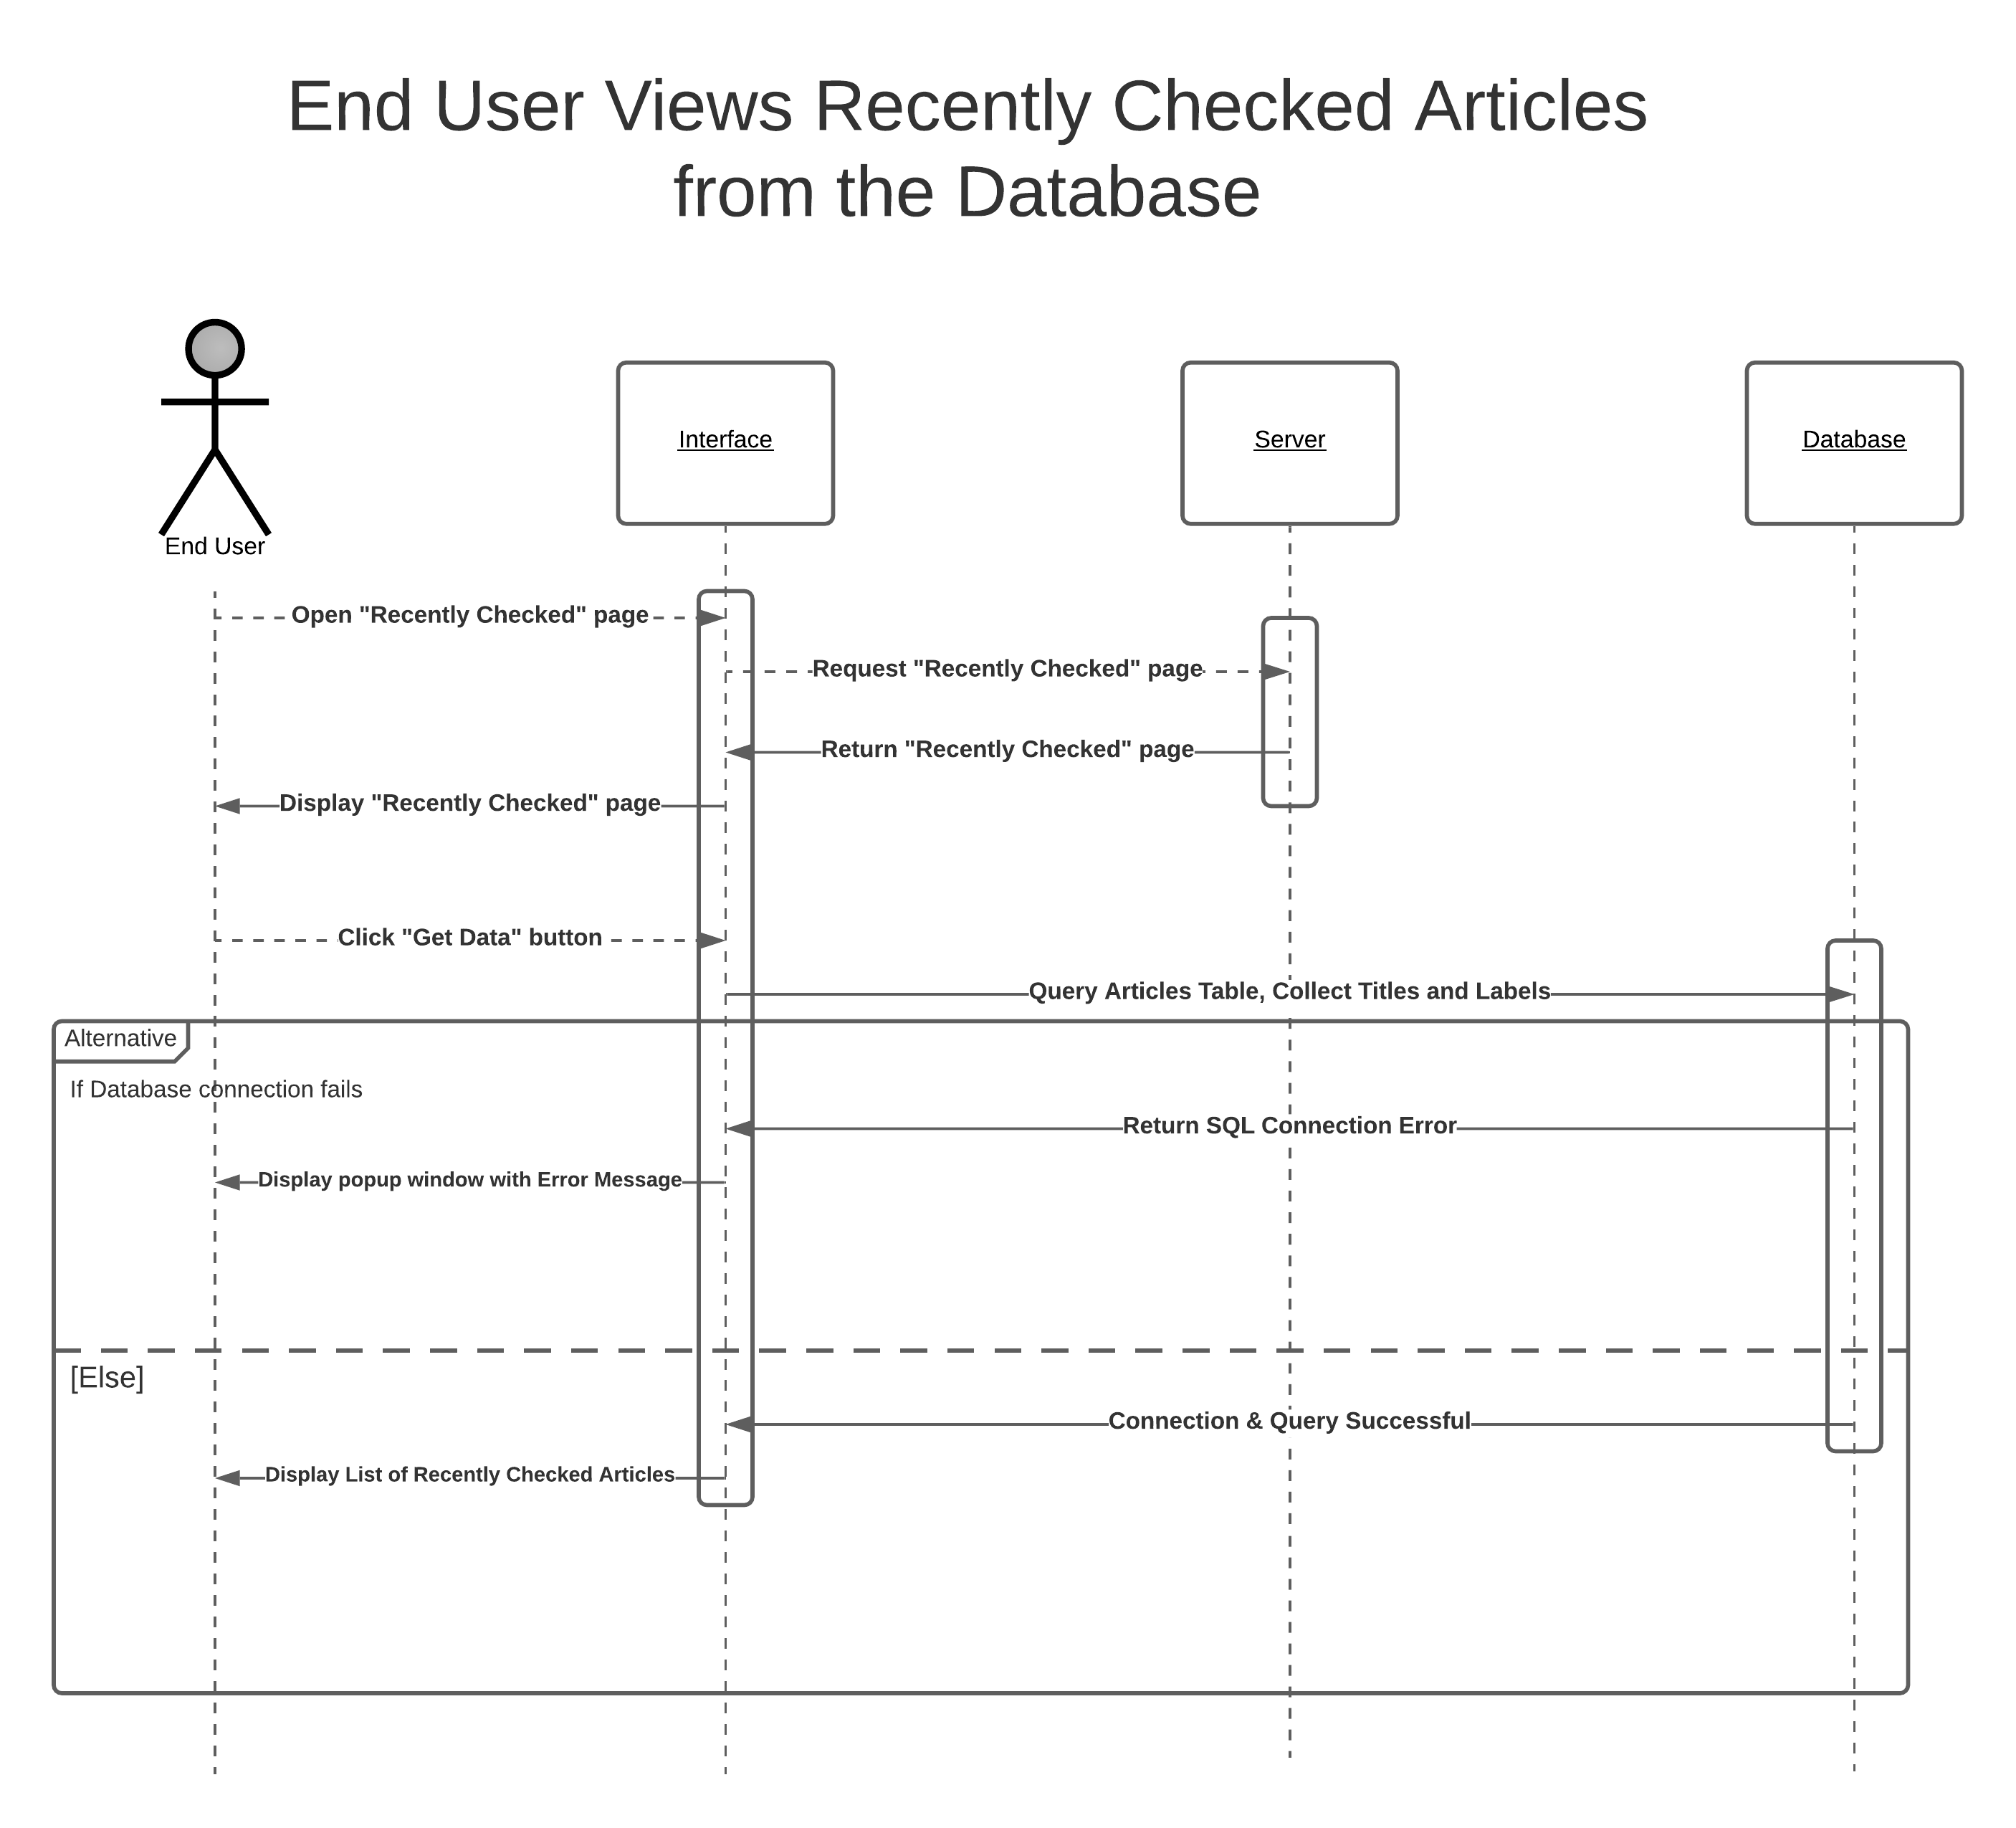 End User Views Recently Checked Articles
from the Database
End User
Interface
Server
Database
Open "Recently Checked" page
Request "Recently Checked" page
Return "Recently Checked" page
Display "Recently Checked" page
Click "Get Data" button
Query Articles Table, Collect Titles and Labels
Alternative
If Database connection fails
Return SQL Connection Error
Display popup window with Error Message
[Else]
Connection & Query Successful
Display List of Recently Checked Articles